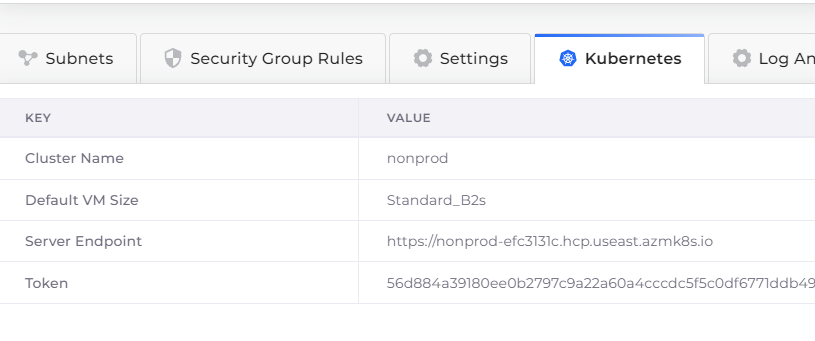 Subnets Security Group Rules Settings Kubernetes Log An
KEY VALUE
Cluster Name nonprod
Default VM Size Standard_B2s
Server Endpoint https://nonprod-efc3131c.hcp.useast.azmk8s.io
Token 56d884a39180ee0b2797c9a22a60a4cccdc5f5c0df6771ddb49